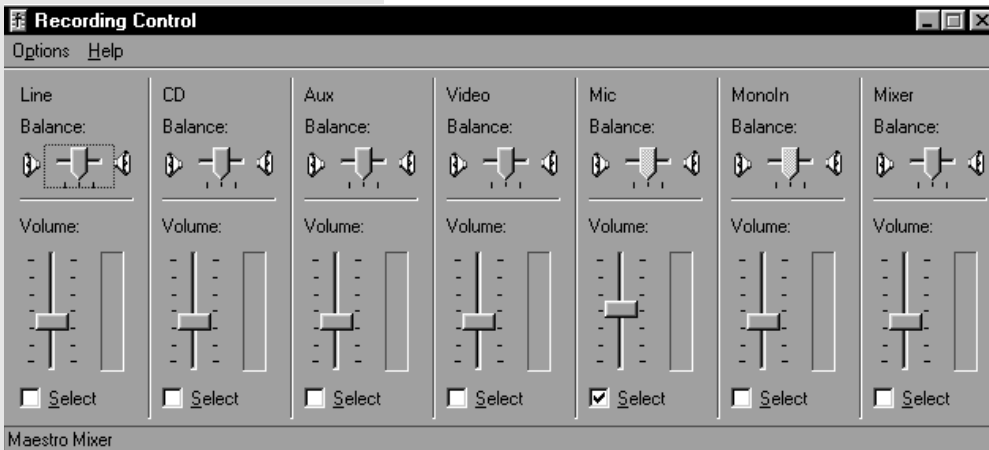 Recording Control
Options Help
Line CD Aux Video Mic MonoIn Mixer
Balance: Balance: Balance: Balance: Balance: Balance: Balance:
Volume: Volume: Volume: Volume: Volume: Volume: Volume:
Select Select Select Select Select Select Select
Maestro Mixer